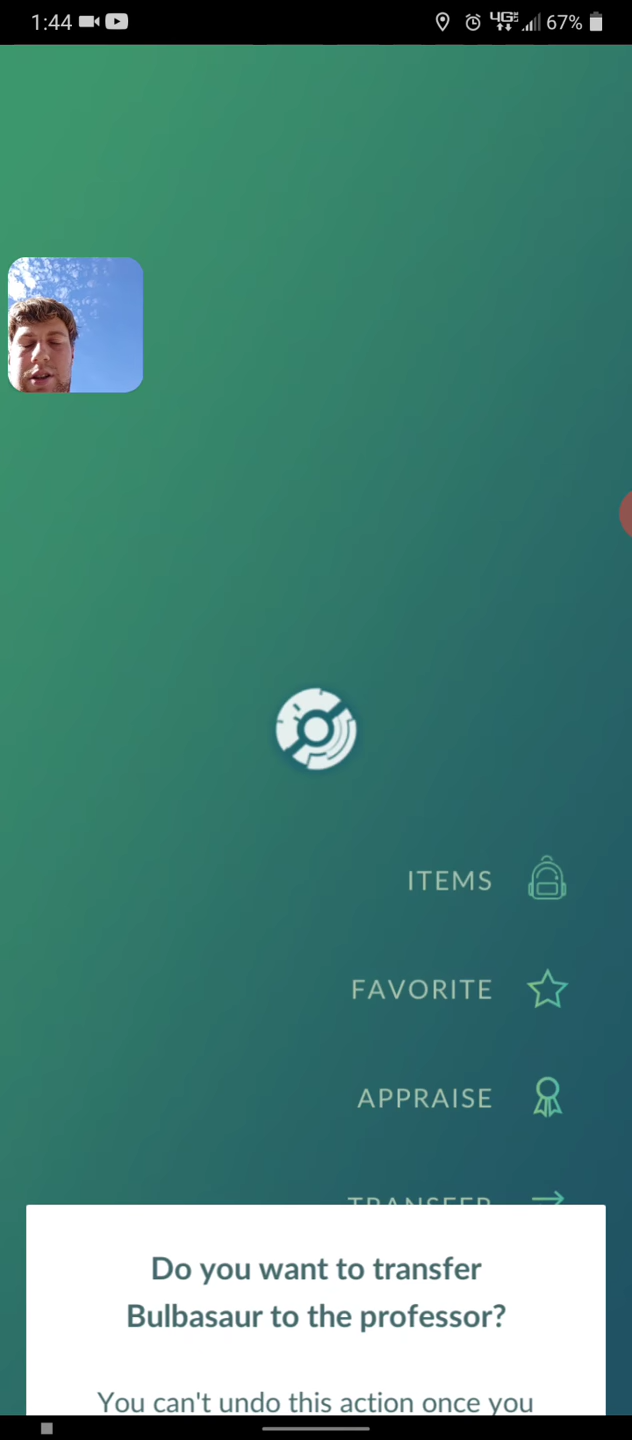 1:44
4G 67%
ITEMS
FAVORITE
APPRAISE
TRANSFER
Do you want to transfer
Bulbasaur to the professor?
You can't undo this action once you